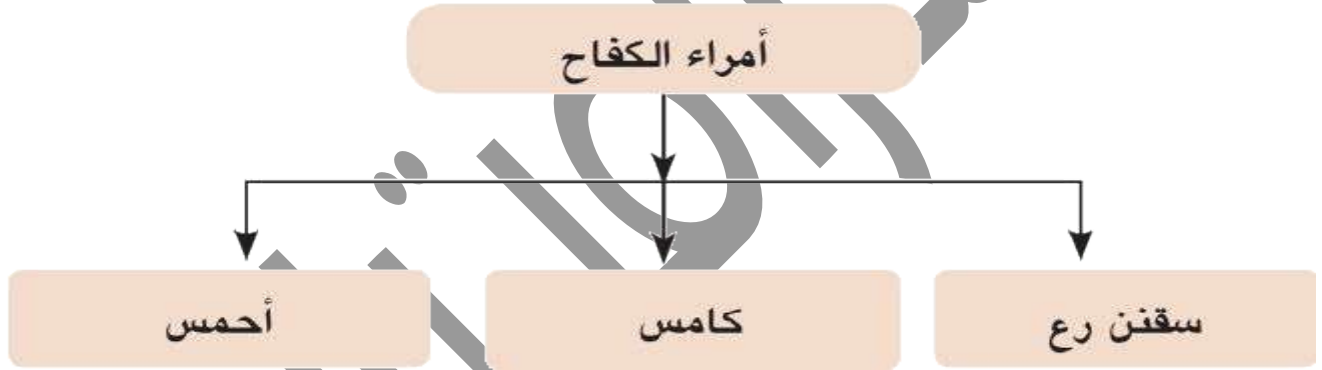 أمراء الكفاح
سقنن رع
كامس
أحمس